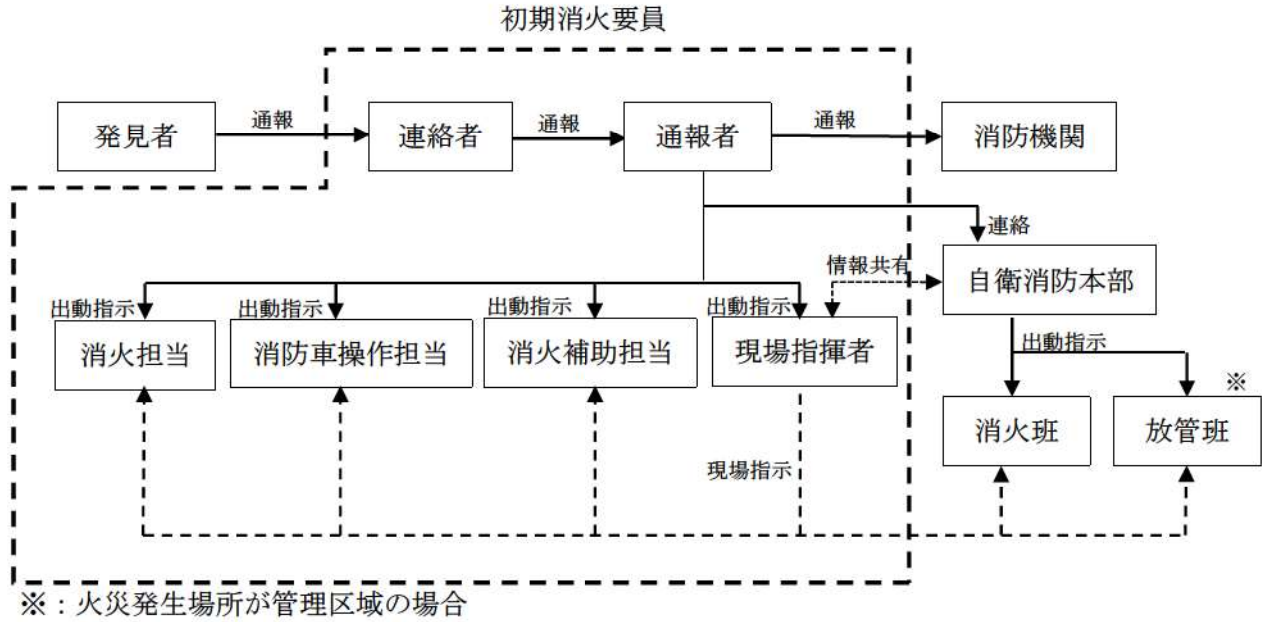 初期消火要員
発見者
通報
連絡者
通報
通報者
通報
消防機関
連絡
自衛消防本部
情報共有
出動指示
消火担当
出動指示
消防車操作担当
出動指示
消火補助担当
出動指示
現場指揮者
出動指示
※
消火班
放管班
現場指示
※：火災発生場所が管理区域の場合